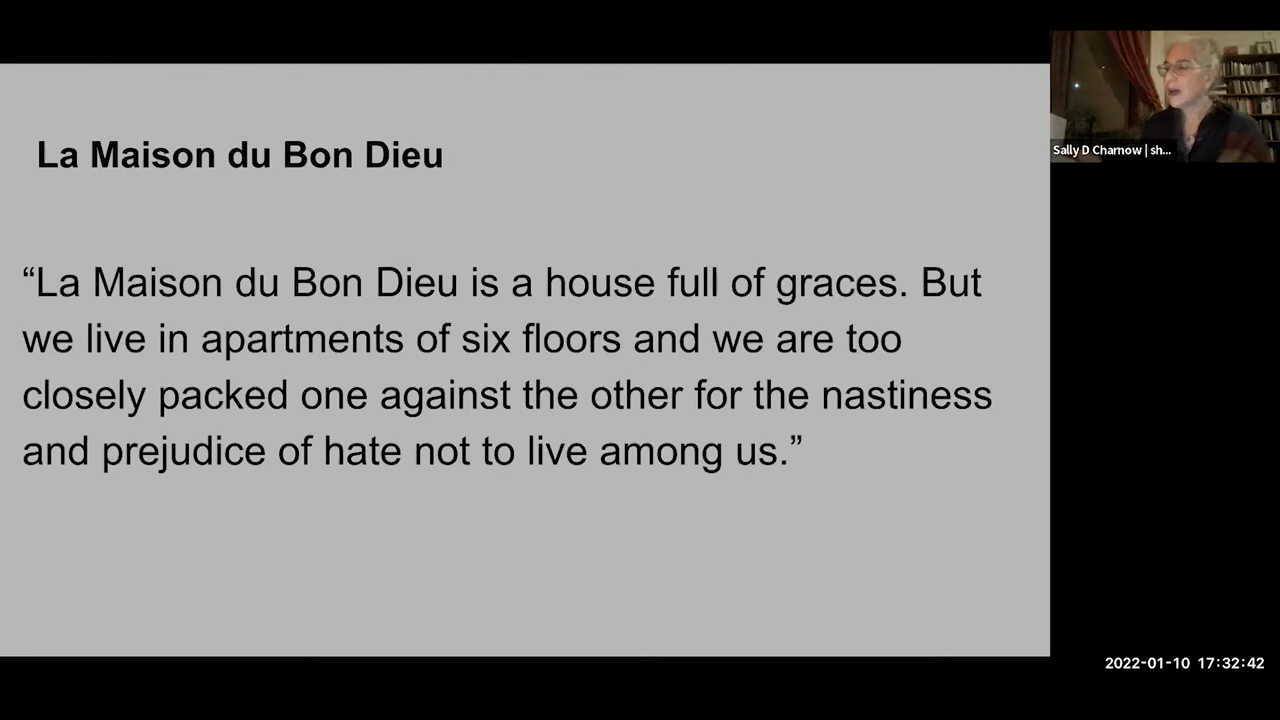 La Maison du Bon Dieu
“La Maison du Bon Dieu is a house full of graces. But
we live in apartments of six floors and we are too
closely packed one against the other for the nastiness
and prejudice of hate not to live among us.”
Sally D Charnow | sh...
2022-01-10 17:32:42